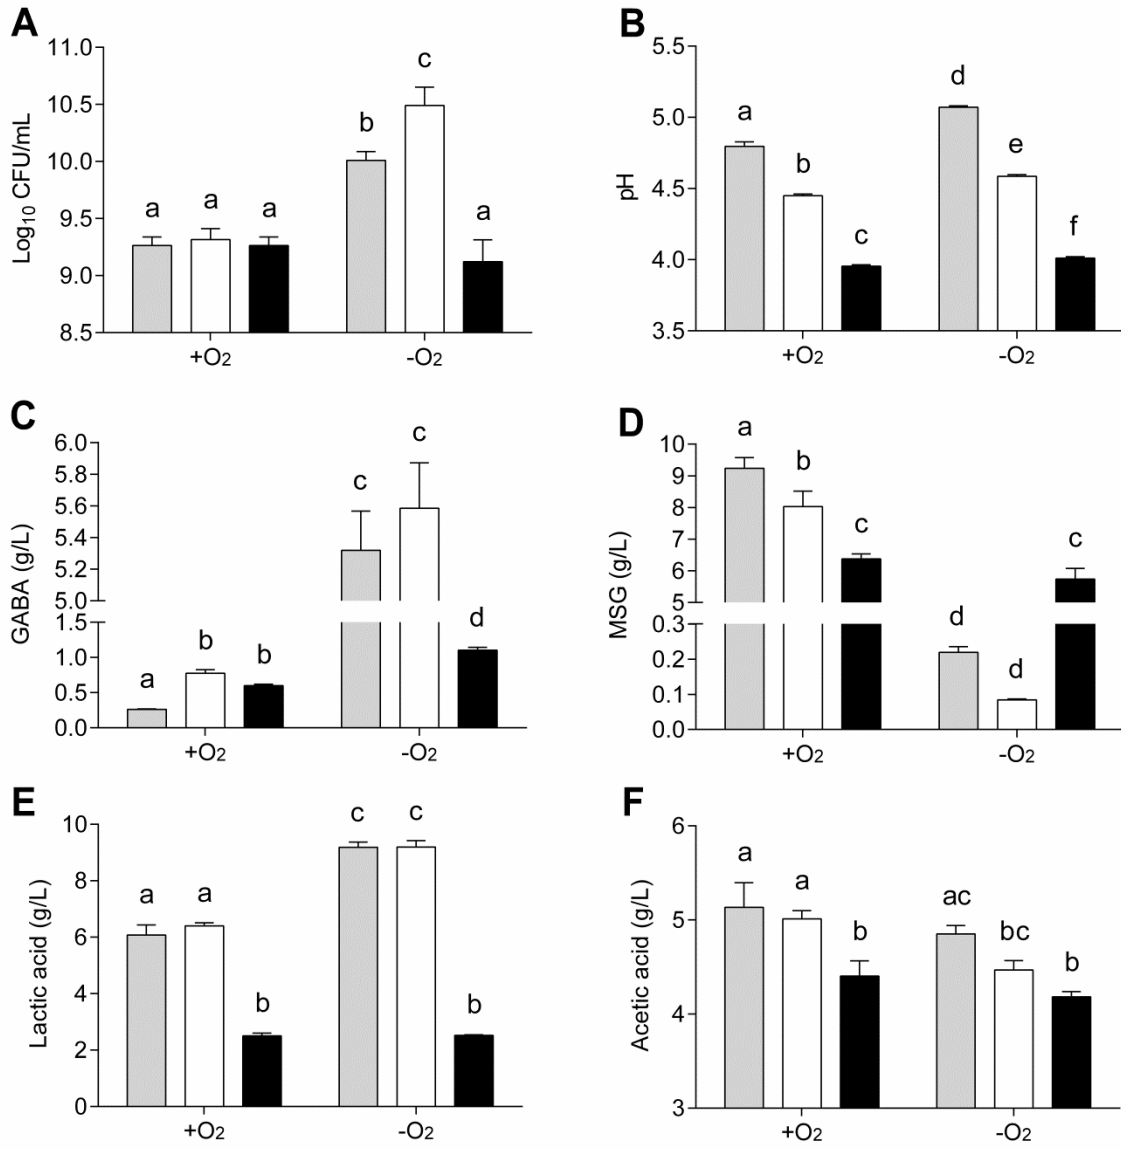 A
Log10 CFU/mL
11.0
10.5
10.0
9.5
9.0
8.5
a
a
a
b
c
a
+O2
-O2
B
pH
5.5
5.0
4.5
4.0
3.5
a
b
c
d
e
f
+O2
-O2
C
GABA (g/L)
6.0
5.8
5.6
5.4
5.2
5.0
1.5
1.0
0.5
0.0
a
b
b
c
c
d
+O2
-O2
D
MSG (g/L)
10
9
8
7
6
5
0.3
0.2
0.1
0.0
a
b
c
d
d
c
+O2
-O2
E
Lactic acid (g/L)
10
8
6
4
2
0
a
a
b
c
c
b
+O2
-O2
F
Acetic acid (g/L)
6
5
4
3
a
a
b
ac
bc
b
+O2
-O2